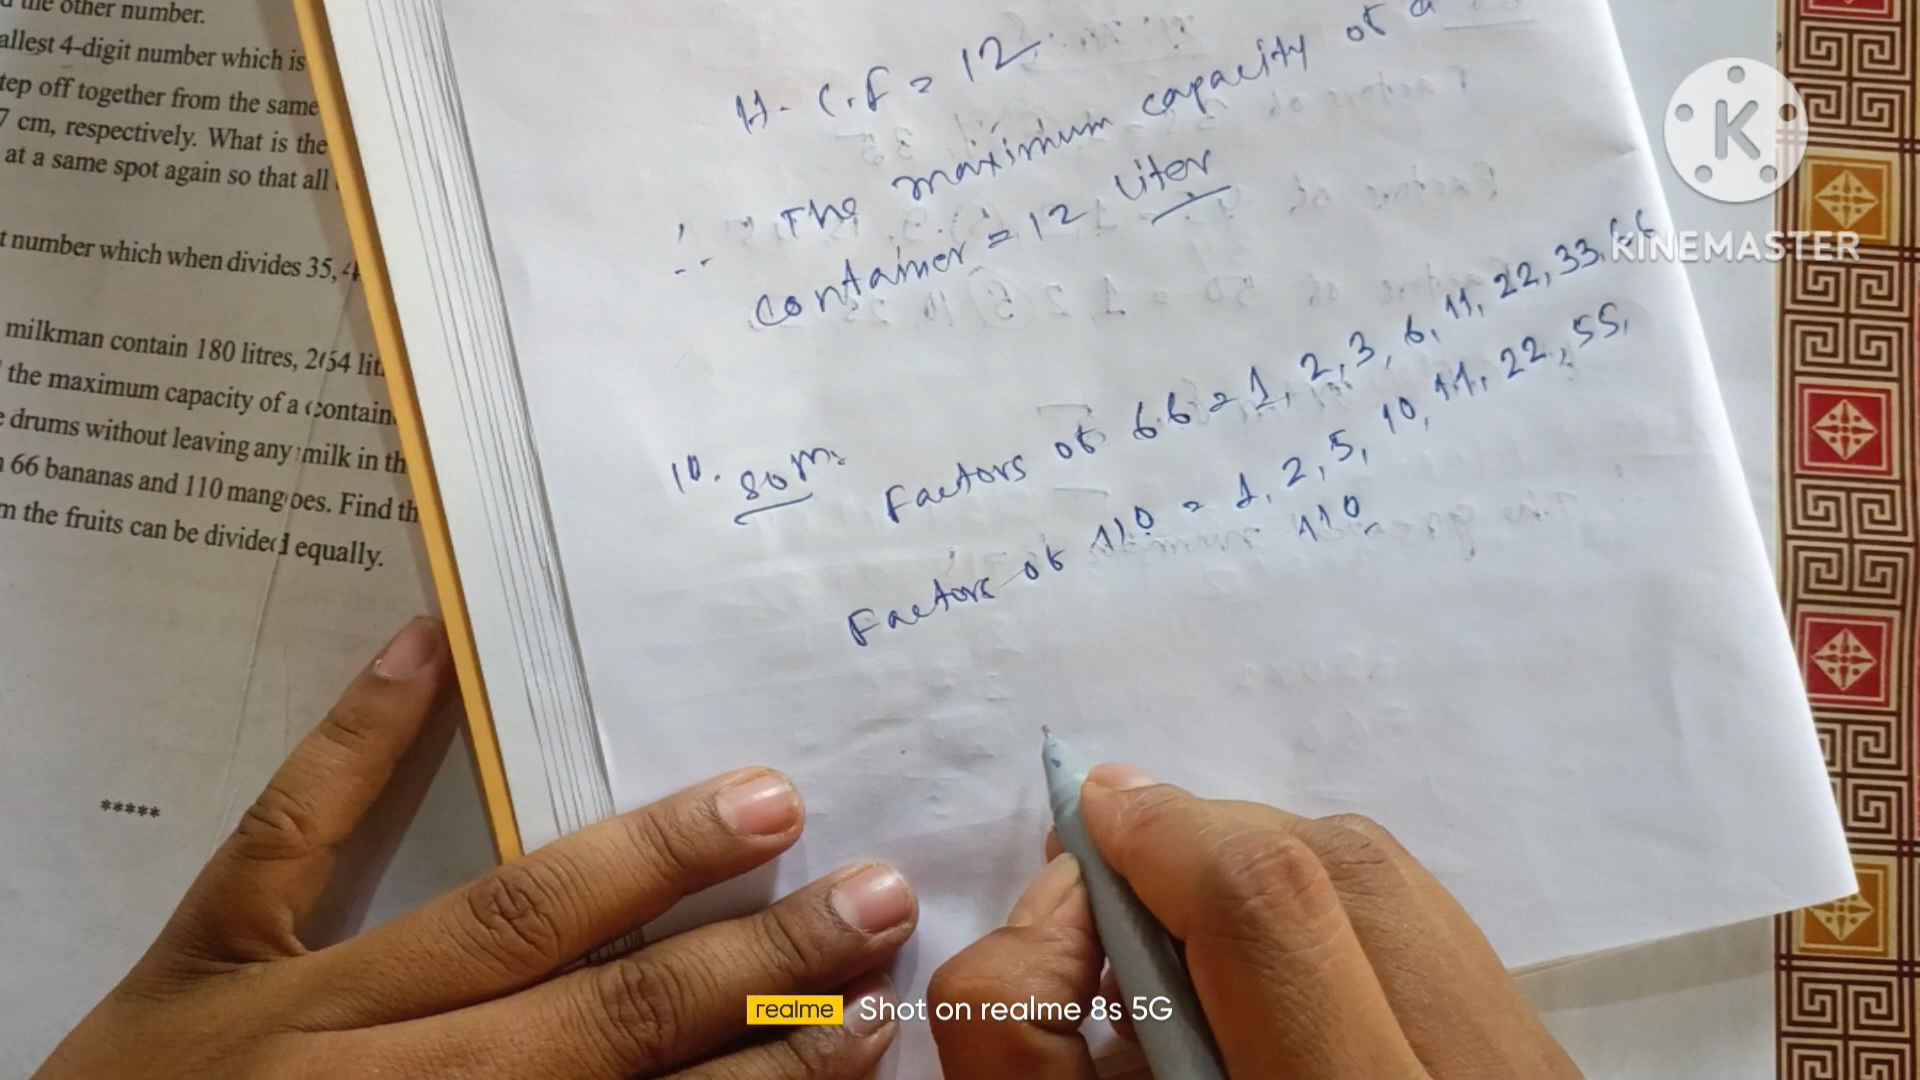 the other number.
allest 4-digit number which is
tep off together from the same
7 cm, respectively. What is the
at a same spot again so that all
t number which when divides 35, 4
milkman contain 180 litres, 264 lit
the maximum capacity of a contain
e drums without leaving any milk in th
66 bananas and 110 mangoes. Find th
m the fruits can be divided equally.
*****
H.C.F = 12
∴ The maximum capacity of a
container = 12 liter
10. Som.
Factors of 66 = 1, 2, 3, 6, 11, 22, 33, 66
Factors of 110 = 1, 2, 5, 10, 11, 22, 55,
110
K
KINEMASTER
realme Shot on realme 8s 5G